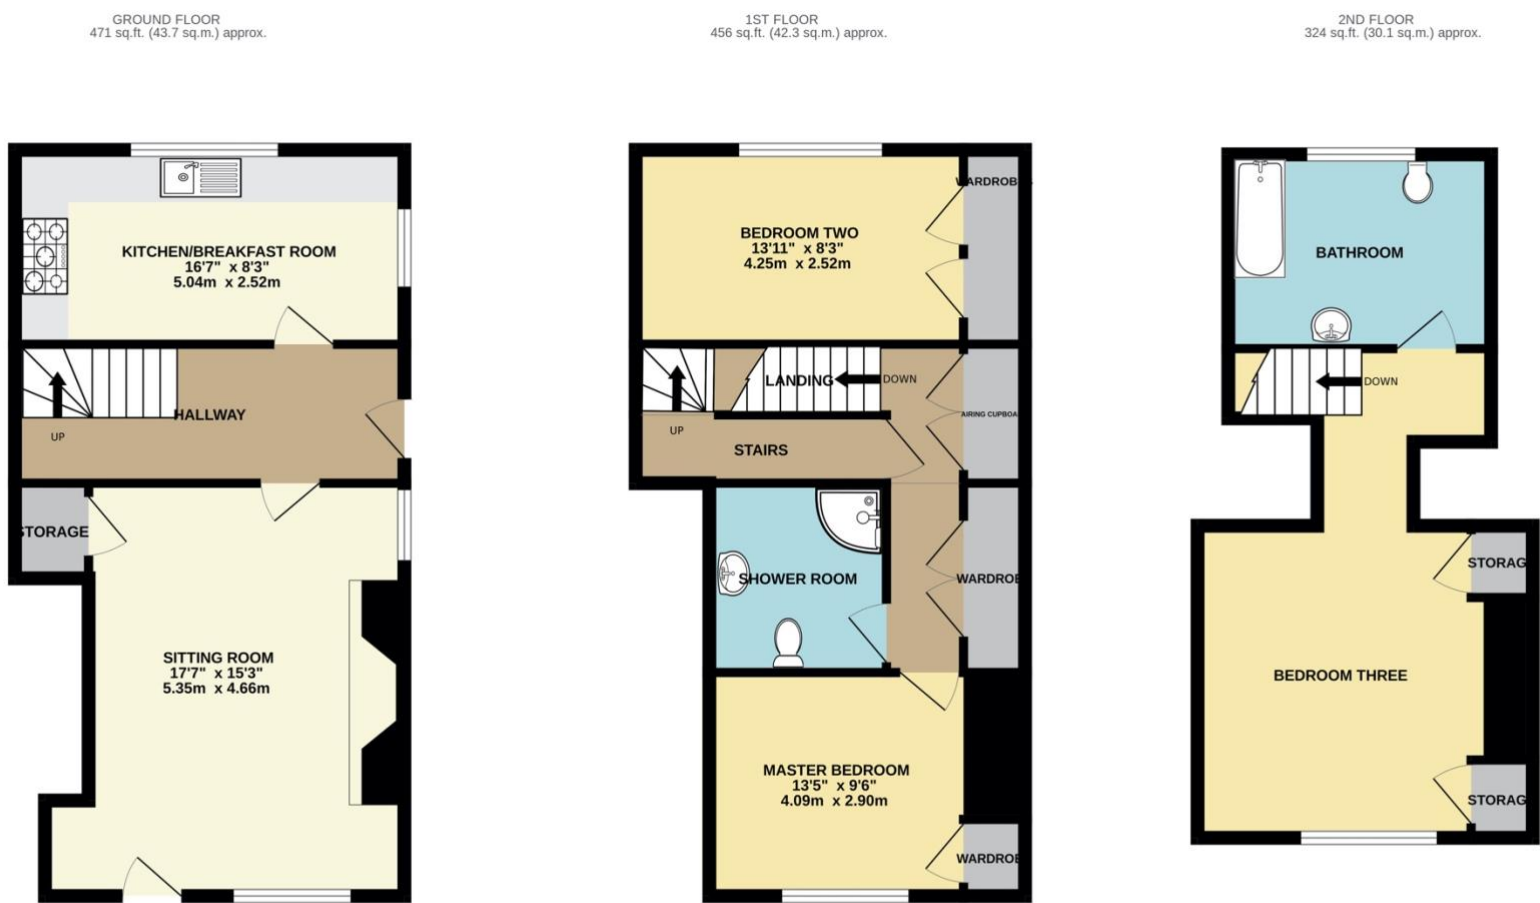 GROUND FLOOR
471 sq.ft. (43.7 sq.m.) approx.
KITCHEN/BREAKFAST ROOM
16'7" x 8'3"
5.04m x 2.52m
HALLWAY
UP
STORAGE
SITTING ROOM
17'7" x 15'3"
5.35m x 4.66m
1ST FLOOR
456 sq.ft. (42.3 sq.m.) approx.
WARDROBE
BEDROOM TWO
13'11" x 8'3"
4.25m x 2.52m
LANDING
DOWN
AIRING CUPBOA
UP
STAIRS
SHOWER ROOM
WARDROBE
MASTER BEDROOM
13'5" x 9'6"
4.09m x 2.90m
WARDROBE
2ND FLOOR
324 sq.ft. (30.1 sq.m.) approx.
BATHROOM
DOWN
STORAG
BEDROOM THREE
STORAG